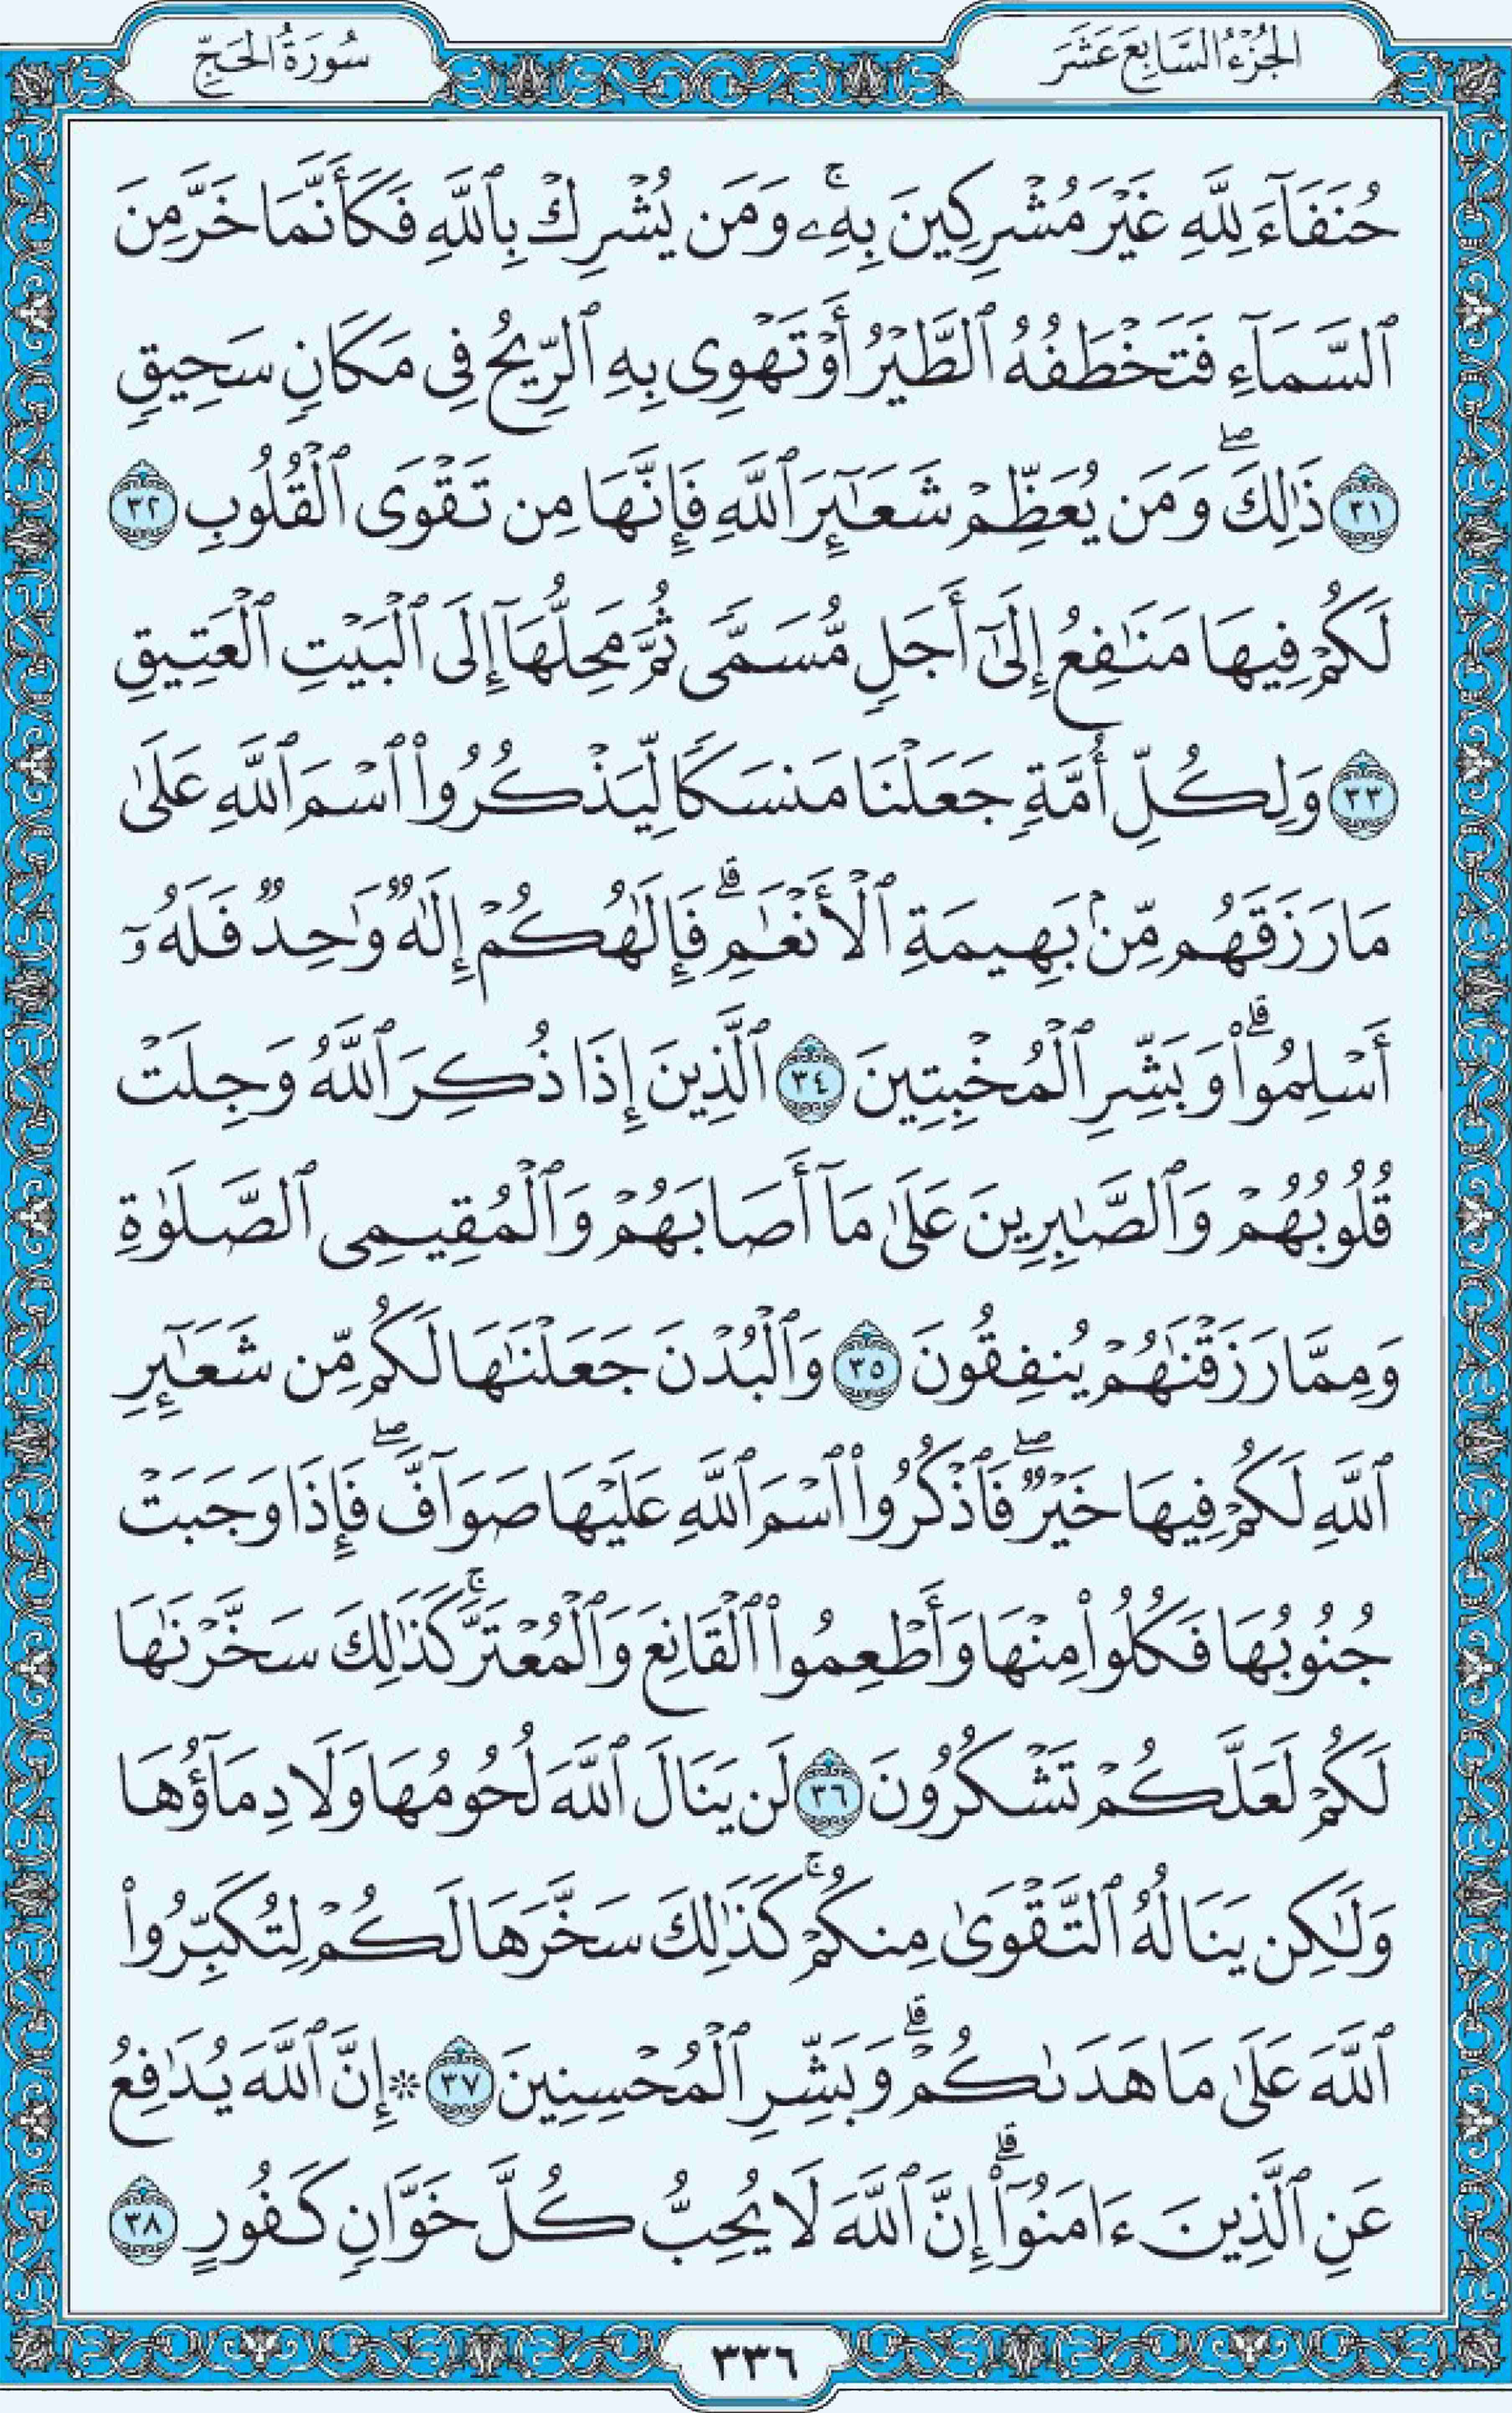 الجُزْءُ السَّابِعَ عَشَرَ
سُورَةُ الحَجِّ
حُنَفَآءَ لِلَّهِ غَيْرَ مُشْرِكِينَ بِهِۦۚ وَمَن يُشْرِكْ بِٱللَّهِ فَكَأَنَّمَا خَرَّ مِنَ
ٱلسَّمَآءِ فَتَخْطَفُهُ ٱلطَّيْرُ أَوْ تَهْوِى بِهِ ٱلرِّيحُ فِى مَكَانٍ سَحِيقٍ
٣١ ذَٰلِكَۖ وَمَن يُعَظِّمْ شَعَـٰٓئِرَ ٱللَّهِ فَإِنَّهَا مِن تَقْوَى ٱلْقُلُوبِ ٣٢
لَكُمْ فِيهَا مَنَـٰفِعُ إِلَىٰٓ أَجَلٍ مُّسَمًّى ثُمَّ مَحِلُّهَآ إِلَى ٱلْبَيْتِ ٱلْعَتِيقِ
٣٣ وَلِكُلِّ أُمَّةٍ جَعَلْنَا مَنسَكًا لِّيَذْكُرُوا۟ ٱسْمَ ٱللَّهِ عَلَىٰ
مَا رَزَقَهُم مِّنۢ بَهِيمَةِ ٱلْأَنْعَـٰمِۗ فَإِلَـٰهُكُمْ إِلَـٰهٌ وَٰحِدٌ فَلَهُۥٓ
أَسْلِمُوا۟ۗ وَبَشِّرِ ٱلْمُخْبِتِينَ ٣٤ ٱلَّذِينَ إِذَا ذُكِرَ ٱللَّهُ وَجِلَتْ
قُلُوبُهُمْ وَٱلصَّـٰبِرِينَ عَلَىٰ مَآ أَصَابَهُمْ وَٱلْمُقِيمِى ٱلصَّلَوٰةِ
وَمِمَّا رَزَقْنَـٰهُمْ يُنفِقُونَ ٣٥ وَٱلْبُدْنَ جَعَلْنَـٰهَا لَكُم مِّن شَعَـٰٓئِرِ
ٱللَّهِ لَكُمْ فِيهَا خَيْرٌۖ فَٱذْكُرُوا۟ ٱسْمَ ٱللَّهِ عَلَيْهَا صَوَآفَّۖ فَإِذَا وَجَبَتْ
جُنُوبُهَا فَكُلُوا۟ مِنْهَا وَأَطْعِمُوا۟ ٱلْقَانِعَ وَٱلْمُعْتَرَّۚ كَذَٰلِكَ سَخَّرْنَـٰهَا
لَكُمْ لَعَلَّكُمْ تَشْكُرُونَ ٣٦ لَن يَنَالَ ٱللَّهَ لُحُومُهَا وَلَا دِمَآؤُهَا
وَلَـٰكِن يَنَالُهُ ٱلتَّقْوَىٰ مِنكُمْۚ كَذَٰلِكَ سَخَّرَهَا لَكُمْ لِتُكَبِّرُوا۟
ٱللَّهَ عَلَىٰ مَا هَدَىٰكُمْۗ وَبَشِّرِ ٱلْمُحْسِنِينَ ٣٧ ۞ إِنَّ ٱللَّهَ يُدَٰفِعُ
عَنِ ٱلَّذِينَ ءَامَنُوٓا۟ۗ إِنَّ ٱللَّهَ لَا يُحِبُّ كُلَّ خَوَّانٍ كَفُورٍ ٣٨
٣٣٦